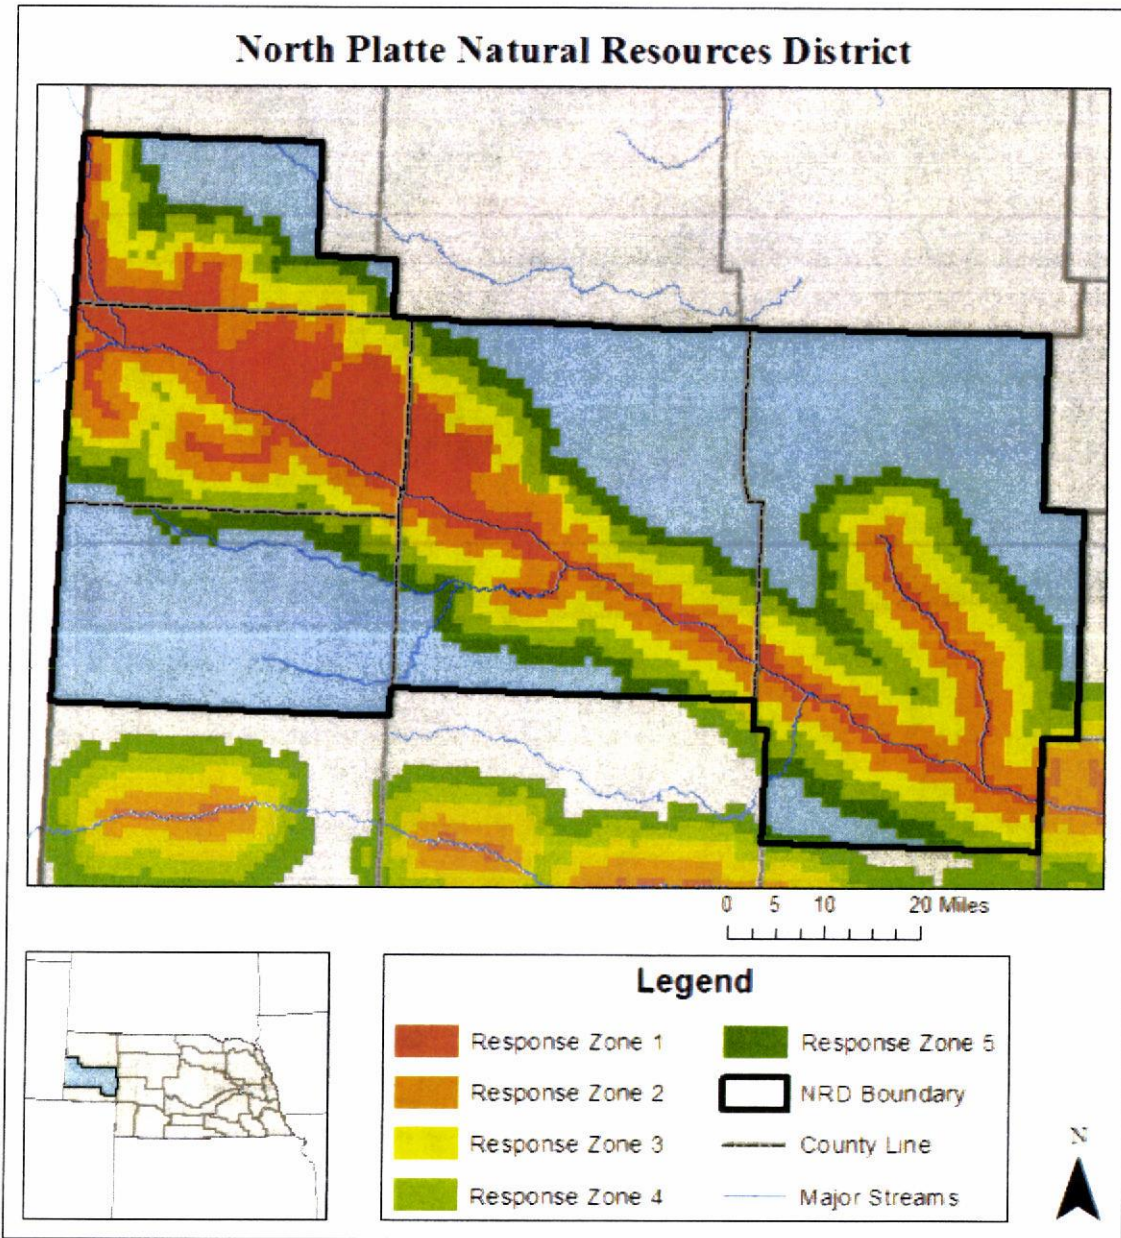 North Platte Natural Resources District
0 5 10 20 Miles
Legend
Response Zone 1
Response Zone 2
Response Zone 3
Response Zone 4
Response Zone 5
NRD Boundary
County Line
Major Streams
N